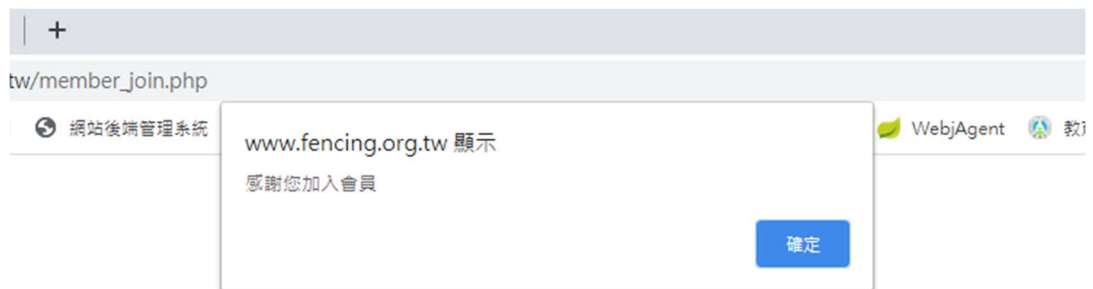 tw/member_join.php
網站後端管理系統
WebjAgent
www.fencing.org.tw 顯示
感謝您加入會員
確定